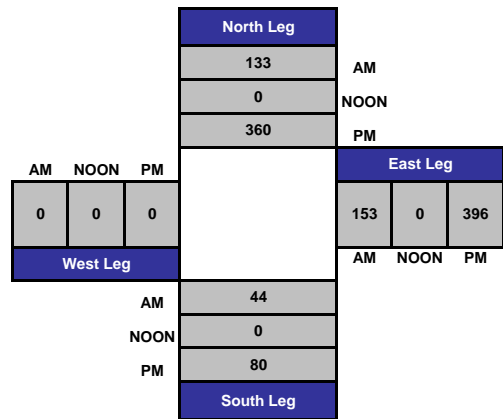 North Leg
133 AM
0 NOON
360 PM
AM NOON PM East Leg
0 0 0 153 0 396
West Leg AM NOON PM
AM 44
NOON 0
PM 80
South Leg